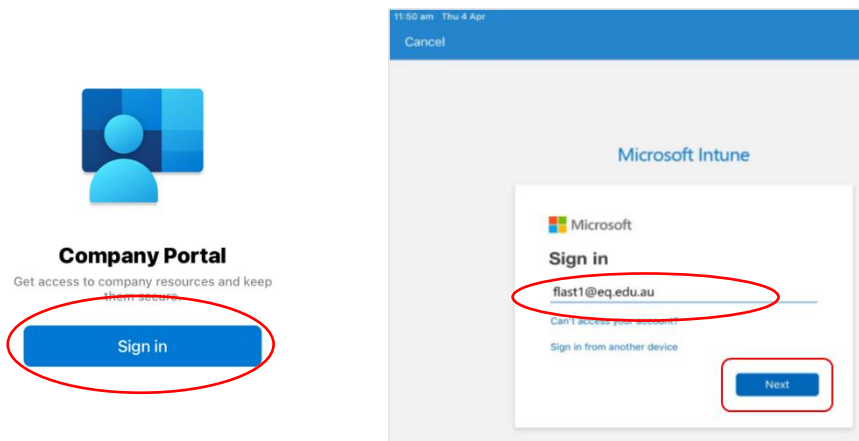 Company Portal
Get access to company resources and keep
them secure.
Sign in
11:50 am Thu 4 Apr
Cancel
Microsoft Intune
Microsoft
Sign in
flast1@eq.edu.au
Can't access your account?
Sign in from another device
Next